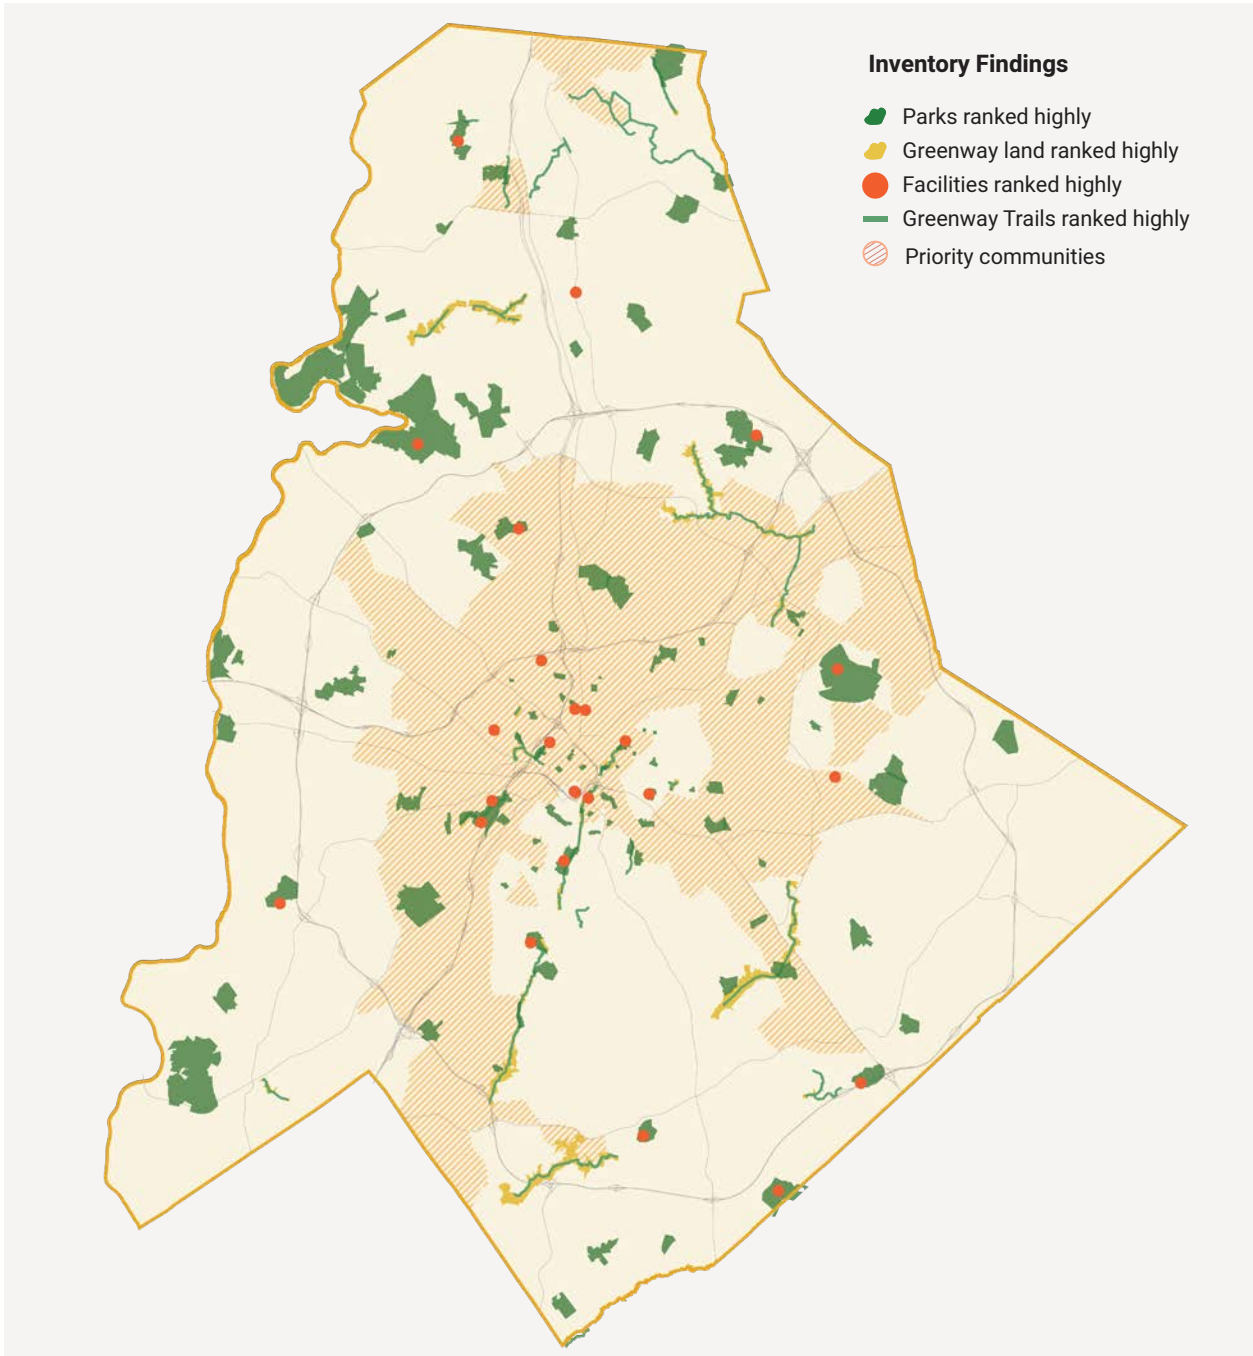 Inventory Findings
Parks ranked highly
Greenway land ranked highly
Facilities ranked highly
Greenway Trails ranked highly
Priority communities